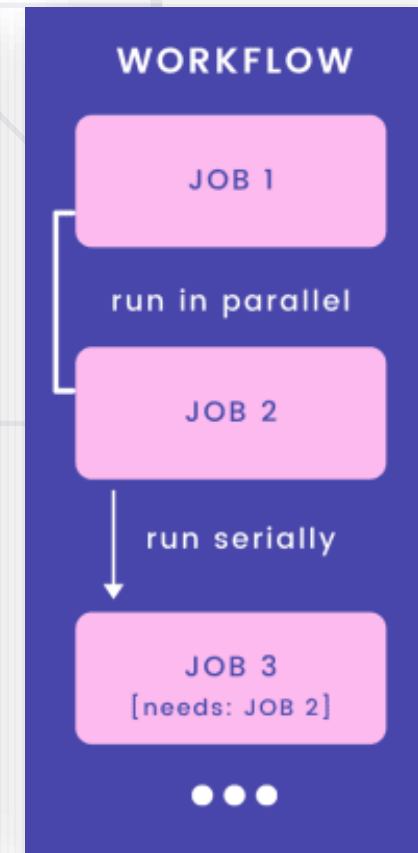 WORKFLOW
JOB 1
run in parallel
JOB 2
run serially
JOB 3
[needs: JOB 2]